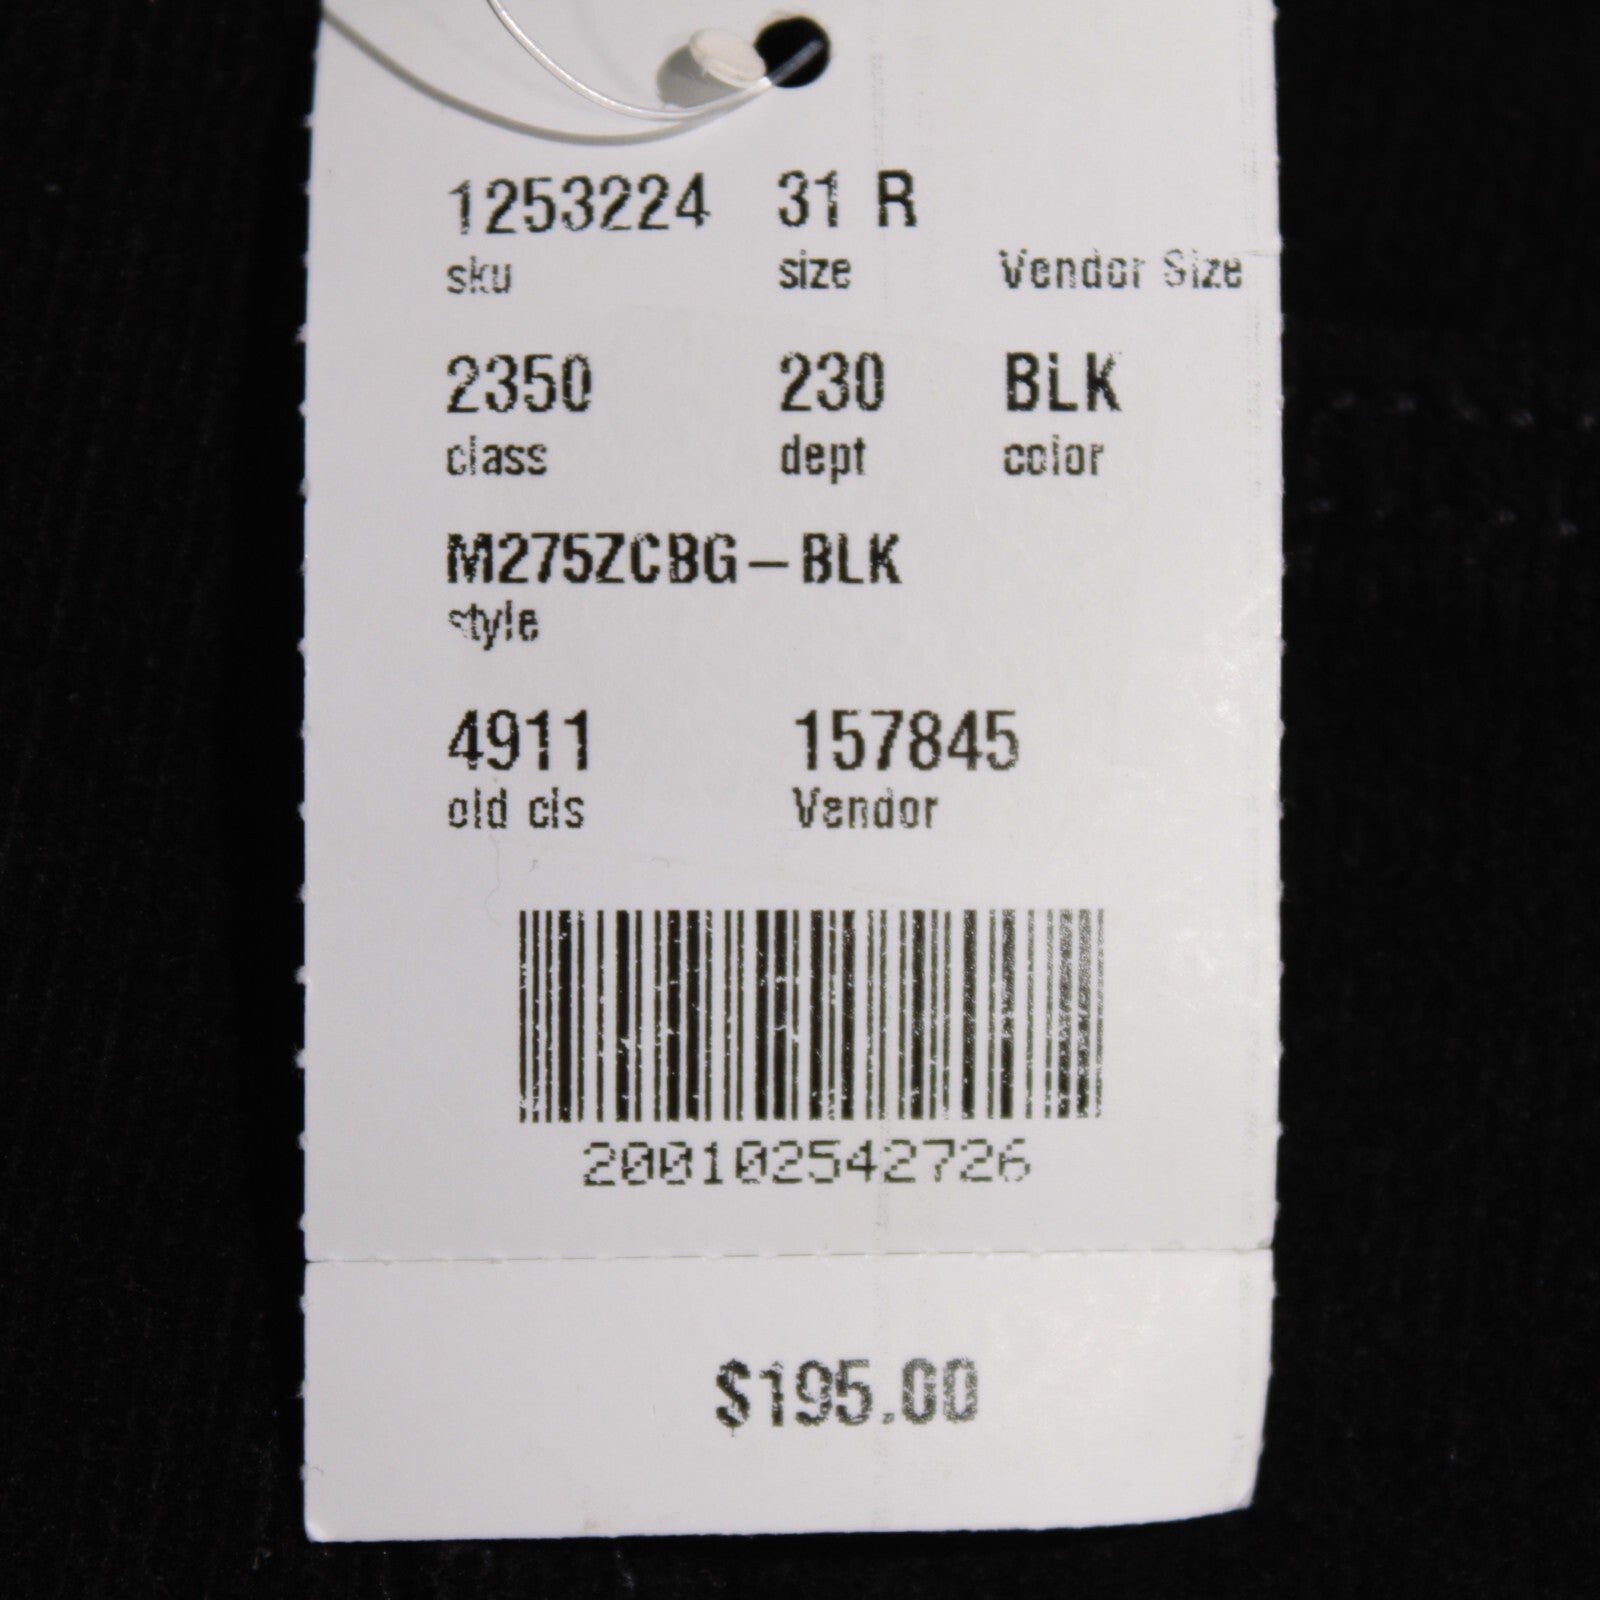 1253224 31 R
sku size Vendor Size
2350 230 BLK
class dept color
M275ZCBG-BLK
style
4911 157845
old cls Vendor
200102542726
$195.00